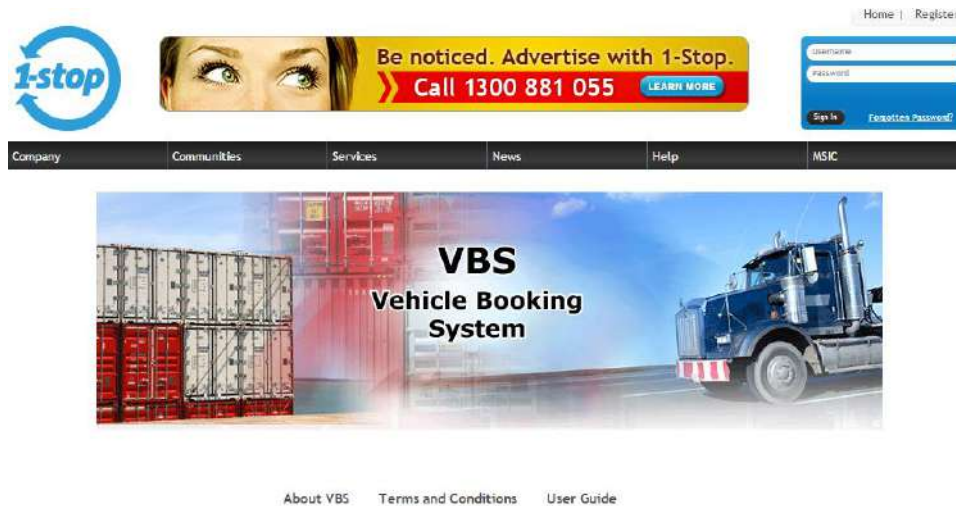 Home | Register
1-stop
Be noticed. Advertise with 1-Stop.
Call 1300 881 055 LEARN MORE
username
Password
Sign In Forgotten Password?
Company Communities Services News Help MSIC
VBS
Vehicle Booking
System
About VBS Terms and Conditions User Guide